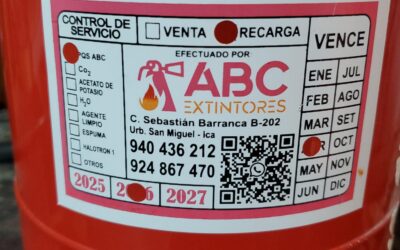 CONTROL DE SERVICIO
VENTA
RECARGA
VENCE
EFECTUADO POR
ABC
EXTINTORES
C. Sebastián Barranca B-202
Urb. San Miguel - ica
940 436 212
924 867 470
PQS ABC
Co2
ACETATO DE POTASIO
H2O
AGENTE LIMPIO
ESPUMA
HALOTRON 1
OTROS
2025
2027
ENE JUL
FEB AGO
MAR SET
OCT
MAY NOV
JUN DIC